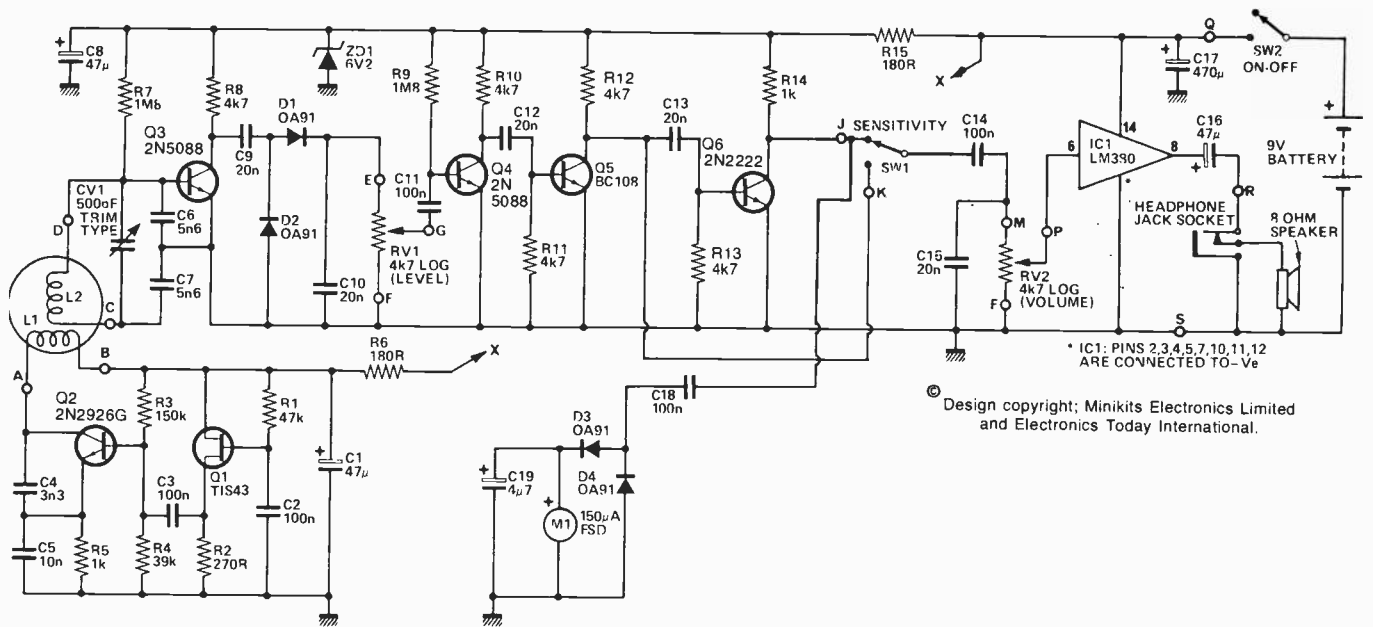 C8
47μ
R7
1M8
R8
4k7
D1
OA91
ZD1
6V2
R9
1M8
R10
4k7
R12
4k7
R14
1k
R15
180R
X
Q
SW2
ON-OFF
C17
470μ
Q3
2N5088
C9
20n
C12
20n
C13
20n
J SENSITIVITY
SW1
C14
100n
6
14
IC1
LM390
8
C16
47μ
9V
BATTERY
CV1
500pF
TRIM
TYPE
D
C6
5n6
C7
5n6
D2
OA91
E
RV1
4k7 LOG
(LEVEL)
C11
100n
G
Q4
2N
5088
Q5
BC108
Q6
2N2222
K
R11
4k7
R13
4k7
M
P
C15
20n
RV2
4k7 LOG
(VOLUME)
F
R
HEADPHONE
JACK SOCKET
8 OHM
SPEAKER
L2
L1
C
C10
20n
F
S
* IC1: PINS 2,3,4,5,7,10,11,12
ARE CONNECTED TO -Ve
A
B
R6
180R
X
Q2
2N2926G
R3
150k
R1
47k
Q1
TIS43
C1
47μ
C4
3n3
C3
100n
C2
100n
C5
10n
R5
1k
R4
39k
R2
270R
C18
100n
D3
OA91
D4
OA91
C19
4μ7
M1
150μA
FSD
© Design copyright; Minikits Electronics Limited
and Electronics Today International.